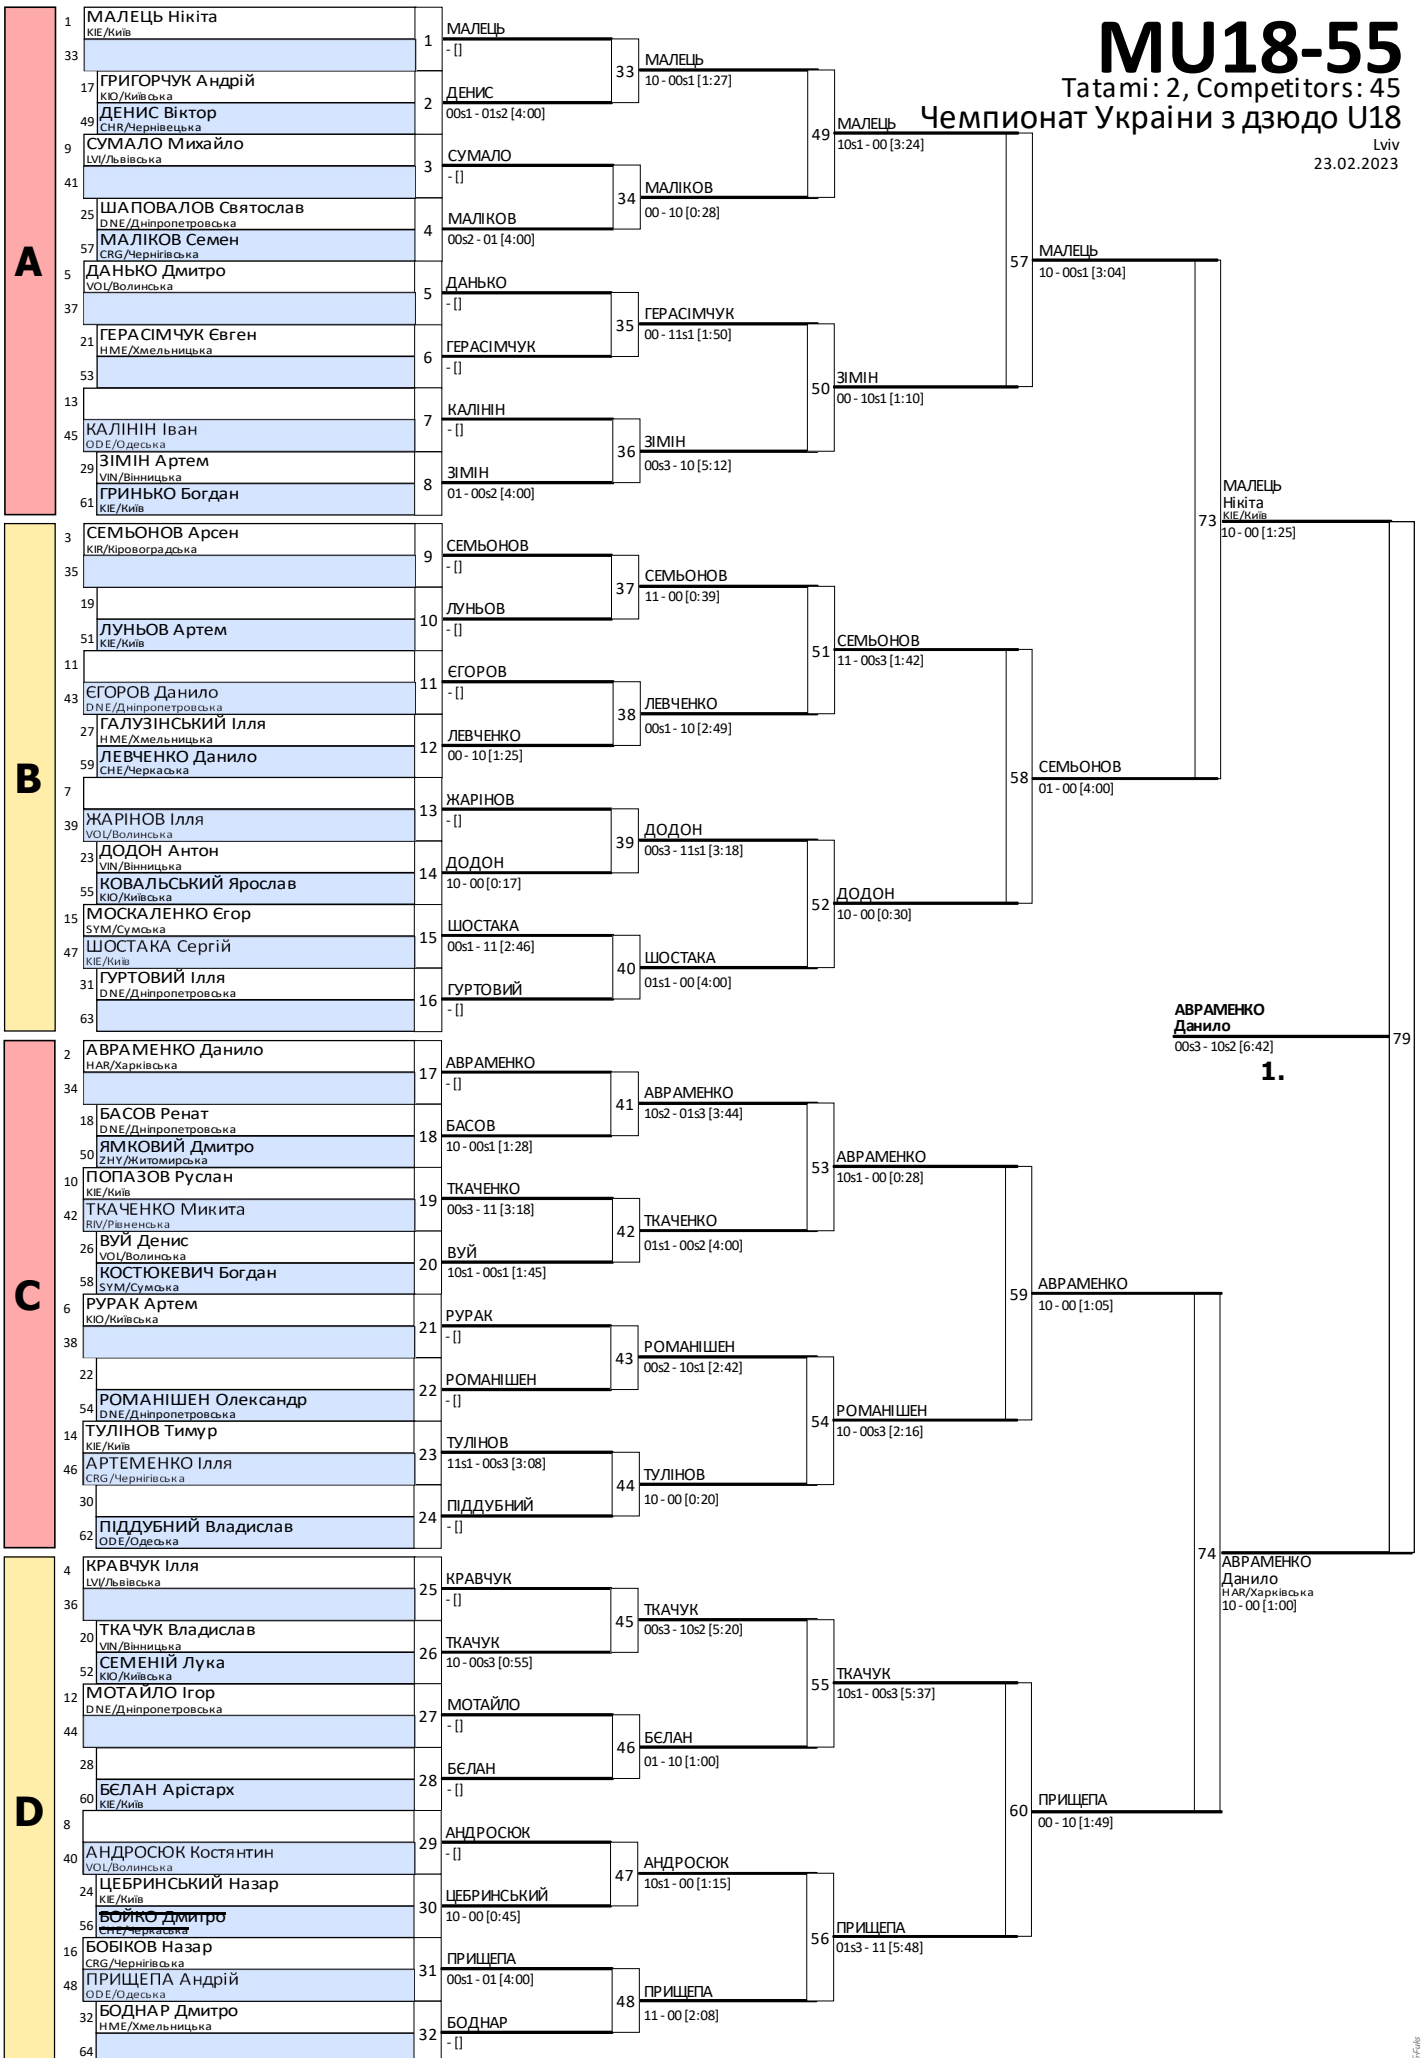 MU18-55
Tatami: 2, Competitors: 45
Чемпионат Украіни з дзюдо U18
Lviv
23.02.2023
A
1 МАЛЕЦЬ Нікіта
KIE/Київ
33
17 ГРИГОРЧУК Андрій
KIO/Київська
49 ДЕНИС Віктор
CHR/Чернівецька
9 СУМАЛО Михайло
LVI/Львівська
41
25 ШАПОВАЛОВ Святослав
DNE/Дніпропетровська
57 МАЛІКОВ Семен
CRG/Чернігівська
5 ДАНЬКО Дмитро
VOL/Волинська
37
21 ГЕРАСІМЧУК Євген
HME/Хмельницька
53
13
45 КАЛІНІН Іван
ODE/Одеська
29 ЗІМІН Артем
VIN/Вінницька
61 ГРИНЬКО Богдан
KIE/Київ
B
3 СЕМЬОНОВ Арсен
KIR/Кіровоградська
35
19
51 ЛУНЬОВ Артем
KIE/Київ
11
43 ЄГОРОВ Данило
DNE/Дніпропетровська
27 ГАЛУЗІНСЬКИЙ Ілля
HME/Хмельницька
59 ЛЕВЧЕНКО Данило
CHE/Черкаська
7
39 ЖАРІНОВ Ілля
VOL/Волинська
23 ДОДОН Антон
VIN/Вінницька
55 КОВАЛЬСЬКИЙ Ярослав
KIO/Київська
15 МОСКАЛЕНКО Єгор
SYM/Сумська
47 ШОСТАКА Сергій
KIE/Київ
31 ГУРТОВИЙ Ілля
DNE/Дніпропетровська
63
C
2 АВРАМЕНКО Данило
HAR/Харківська
34
18 БАСОВ Ренат
DNE/Дніпропетровська
50 ЯМКОВИЙ Дмитро
ZHY/Житомирська
10 ПОПАЗОВ Руслан
KIE/Київ
42 ТКАЧЕНКО Микита
RIV/Рівненська
26 ВУЙ Денис
VOL/Волинська
58 КОСТЮКЕВИЧ Богдан
SYM/Сумська
6 РУРАК Артем
KIO/Київська
38
22
54 РОМАНІШЕН Олександр
DNE/Дніпропетровська
14 ТУЛІНОВ Тимур
KIE/Київ
46 АРТЕМЕНКО Ілля
CRG/Чернігівська
30
62 ПІДДУБНИЙ Владислав
ODE/Одеська
D
4 КРАВЧУК Ілля
LVI/Львівська
36
20 ТКАЧУК Владислав
VIN/Вінницька
52 СЕМЕНІЙ Лука
KIO/Київська
12 МОТАЙЛО Ігор
DNE/Дніпропетровська
44
28
60 БЄЛАН Арістарх
KIE/Київ
8
40 АНДРОСЮК Костянтин
VOL/Волинська
24 ЦЕБРИНСЬКИЙ Назар
KIE/Київ
56 БОЙКО Дмитро
CHE/Черкаська
16 БОБІКОВ Назар
CRG/Чернігівська
48 ПРИЩЕПА Андрій
ODE/Одеська
32 БОДНАР Дмитро
HME/Хмельницька
64
1 МАЛЕЦЬ
- []
2 ДЕНИС
00s1 - 01s2 [4:00]
3 СУМАЛО
- []
4 МАЛІКОВ
00s2 - 01 [4:00]
5 ДАНЬКО
- []
6 ГЕРАСІМЧУК
- []
7 КАЛІНІН
- []
8 ЗІМІН
01 - 00s2 [4:00]
9 СЕМЬОНОВ
- []
10 ЛУНЬОВ
- []
11 ЄГОРОВ
- []
12 ЛЕВЧЕНКО
00 - 10 [1:25]
13 ЖАРІНОВ
- []
14 ДОДОН
10 - 00 [0:17]
15 ШОСТАКА
00s1 - 11 [2:46]
16 ГУРТОВИЙ
- []
17 АВРАМЕНКО
- []
18 БАСОВ
10 - 00s1 [1:28]
19 ТКАЧЕНКО
00s3 - 11 [3:18]
20 ВУЙ
10s1 - 00s1 [1:45]
21 РУРАК
- []
22 РОМАНІШЕН
- []
23 ТУЛІНОВ
11s1 - 00s3 [3:08]
24 ПІДДУБНИЙ
- []
25 КРАВЧУК
- []
26 ТКАЧУК
10 - 00s3 [0:55]
27 МОТАЙЛО
- []
28 БЄЛАН
- []
29 АНДРОСЮК
- []
30 ЦЕБРИНСЬКИЙ
10 - 00 [0:45]
31 ПРИЩЕПА
00s1 - 01 [4:00]
32 БОДНАР
- []
33 МАЛЕЦЬ
10 - 00s1 [1:27]
34 МАЛІКОВ
00 - 10 [0:28]
35 ГЕРАСІМЧУК
00 - 11s1 [1:50]
36 ЗІМІН
00s3 - 10 [5:12]
37 СЕМЬОНОВ
11 - 00 [0:39]
38 ЛЕВЧЕНКО
00s1 - 10 [2:49]
39 ДОДОН
00s3 - 11s1 [3:18]
40 ШОСТАКА
01s1 - 00 [4:00]
41 АВРАМЕНКО
10s2 - 01s3 [3:44]
42 ТКАЧЕНКО
01s1 - 00s2 [4:00]
43 РОМАНІШЕН
00s2 - 10s1 [2:42]
44 ТУЛІНОВ
10 - 00 [0:20]
45 ТКАЧУК
00s3 - 10s2 [5:20]
46 БЄЛАН
01 - 10 [1:00]
47 АНДРОСЮК
10s1 - 00 [1:15]
48 ПРИЩЕПА
11 - 00 [2:08]
49 МАЛЕЦЬ
10s1 - 00 [3:24]
50 ЗІМІН
00 - 10s1 [1:10]
51 СЕМЬОНОВ
11 - 00s3 [1:42]
52 ДОДОН
10 - 00 [0:30]
53 АВРАМЕНКО
10s1 - 00 [0:28]
54 РОМАНІШЕН
10 - 00s3 [2:16]
55 ТКАЧУК
10s1 - 00s3 [5:37]
56 ПРИЩЕПА
01s3 - 11 [5:48]
57 МАЛЕЦЬ
10 - 00s1 [3:04]
58 СЕМЬОНОВ
01 - 00 [4:00]
59 АВРАМЕНКО
10 - 00 [1:05]
60 ПРИЩЕПА
00 - 10 [1:49]
73 МАЛЕЦЬ
Нікіта
KIE/Київ
10 - 00 [1:25]
74 АВРАМЕНКО
Данило
HAR/Харківська
10 - 00 [1:00]
79 АВРАМЕНКО
Данило
00s3 - 10s2 [6:42]
1.